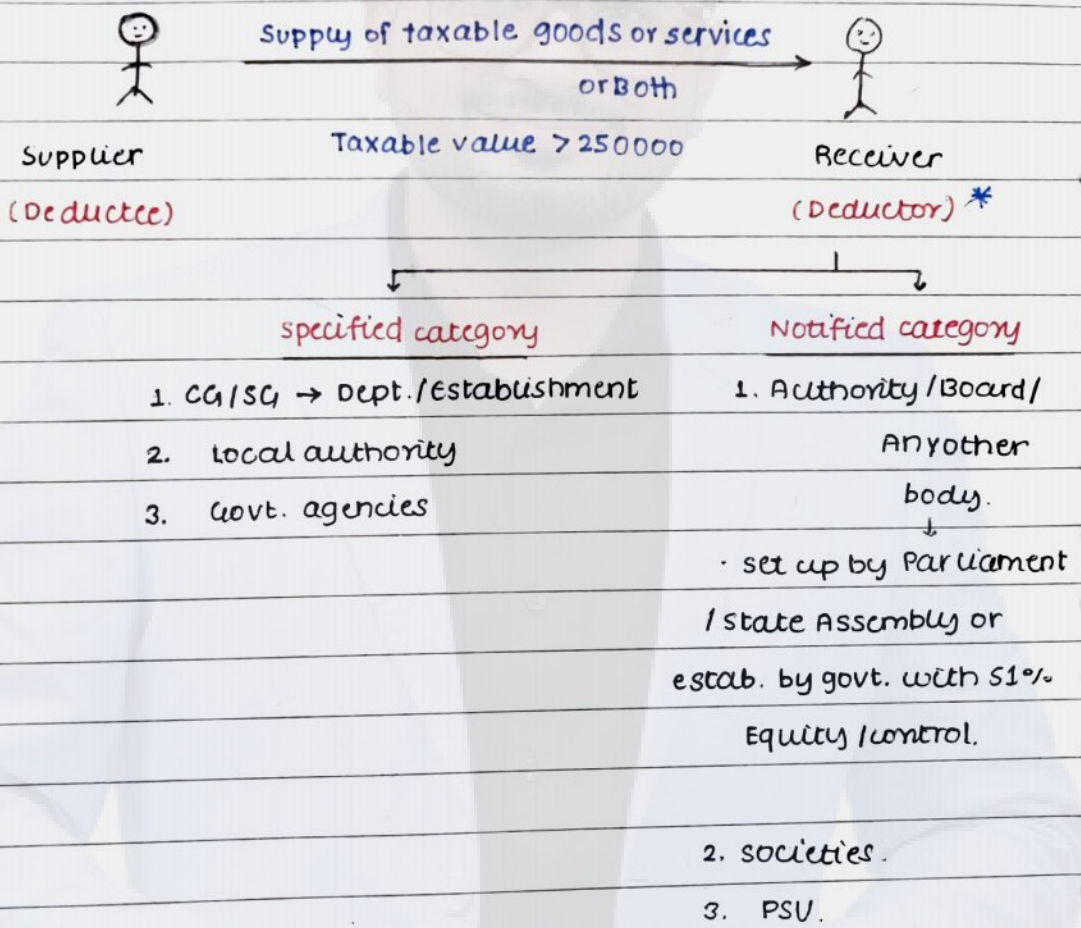 Supply of taxable goods or services
or Both
Taxable value > 250000
Supplier
Receiver
(Deductee)
(Deductor) *
specified category
Notified category
1. CG/SG → Dept./Establishment
2. Local authority
3. Govt. agencies
1. Authority/Board/
Anyother
body.
↓
· set up by Parliament
/ State Assembly or
estab. by govt. with 51%
Equity /control.
2. Societies.
3. PSU.